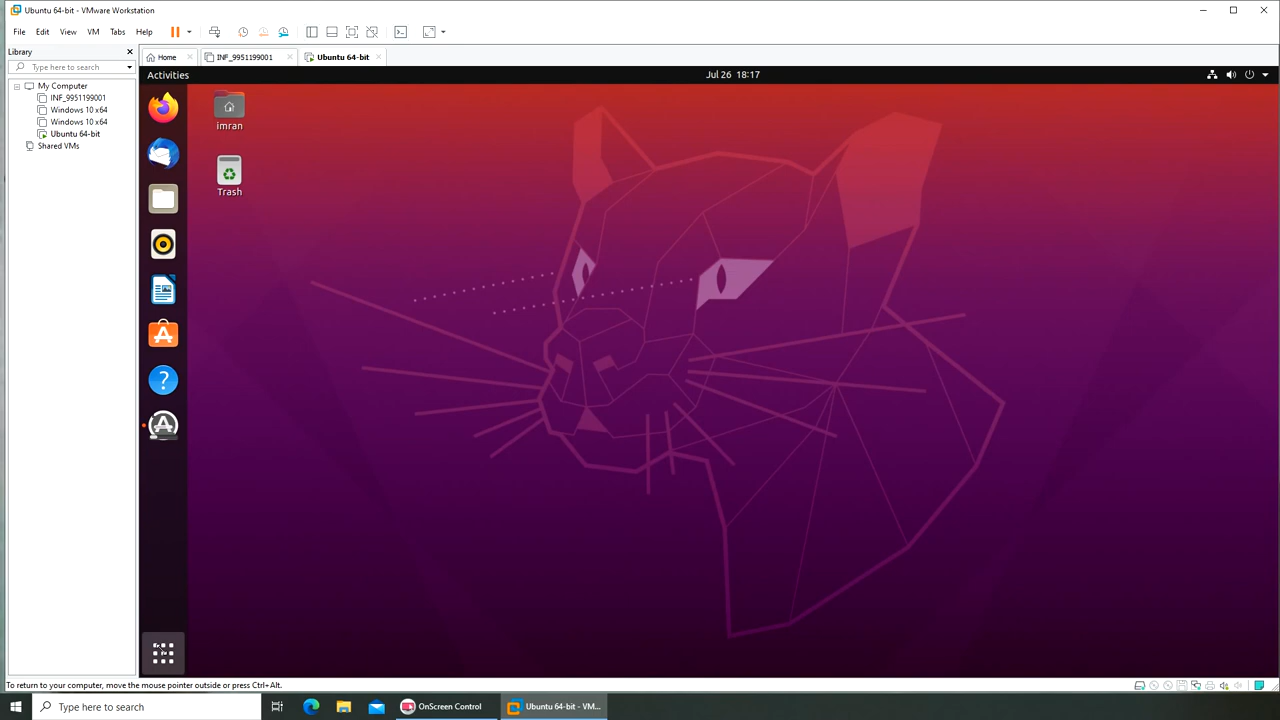 Ubuntu 64-bit - VMware Workstation
File Edit View VM Tabs Help
Library
Type here to search
Home
INF_9951199001
Ubuntu 64-bit
My Computer
INF_9951199001
Windows 10 x64
Windows 10 x64
Ubuntu 64-bit
Shared VMs
Activities
Jul 26 18:17
imran
Trash
To return to your computer, move the mouse pointer outside or press Ctrl+Alt.
Type here to search
OnScreen Control
Ubuntu 64-bit - VM...